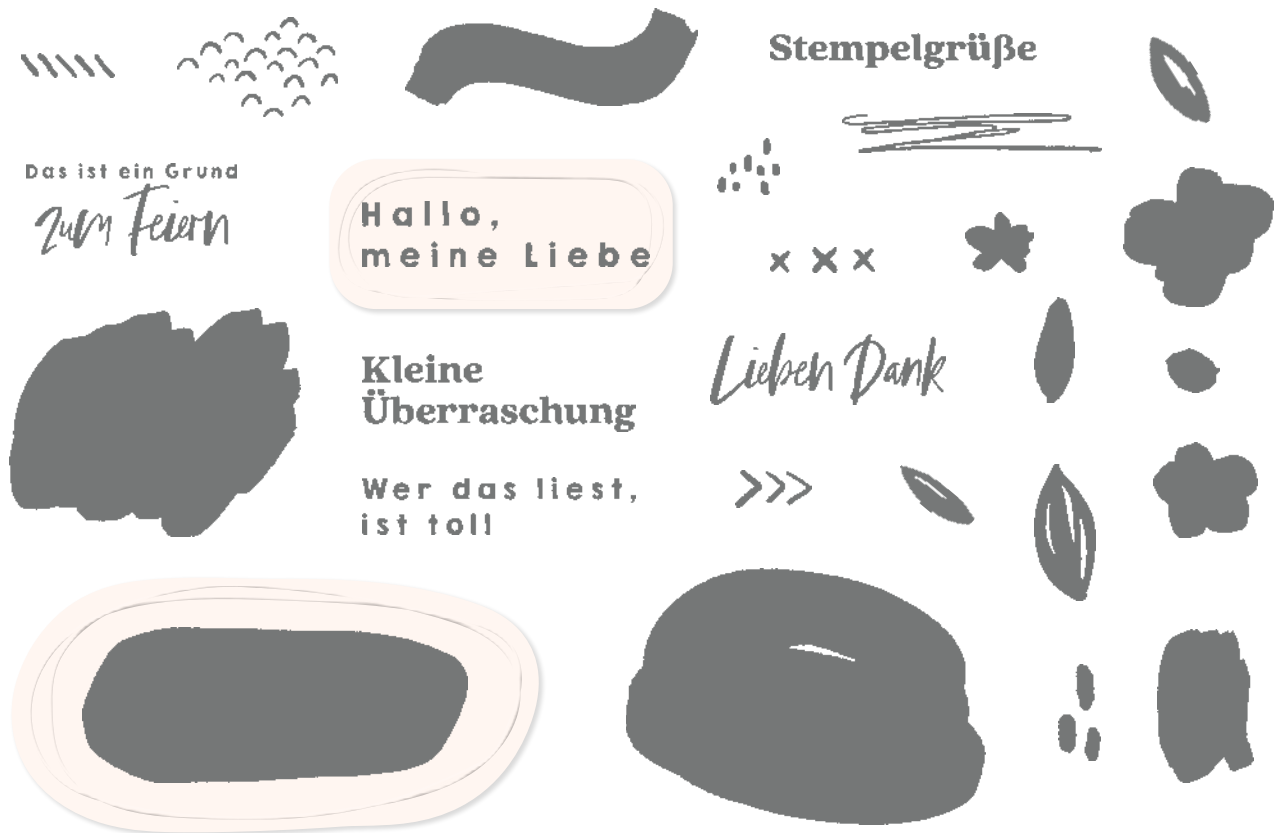 Stempelgrüße
Das ist ein Grund
zum Feiern
Hallo,
meine Liebe
Lieben Dank
Kleine
Überraschung
Wer das liest,
ist toll